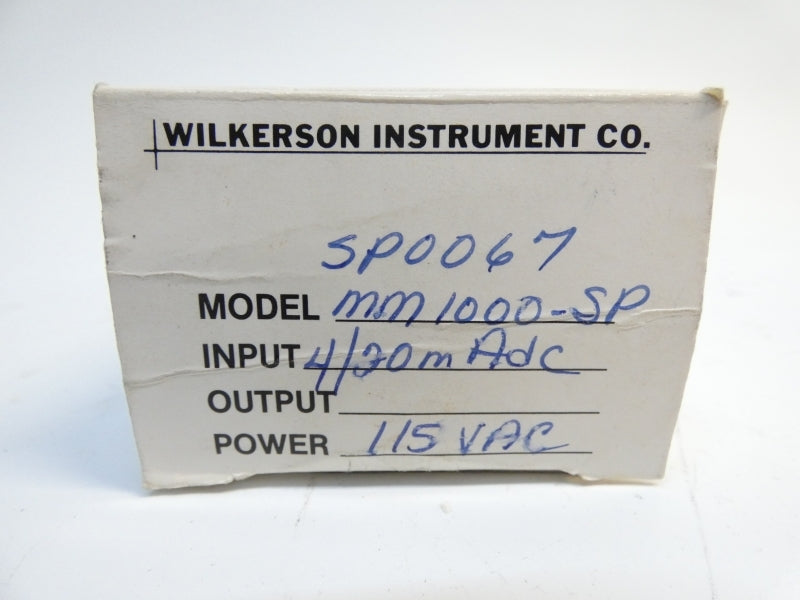 WILKERSON INSTRUMENT CO.
SP0067
MODEL MM1000-SP
INPUT 4/20mAdc
OUTPUT
POWER 115 VAC